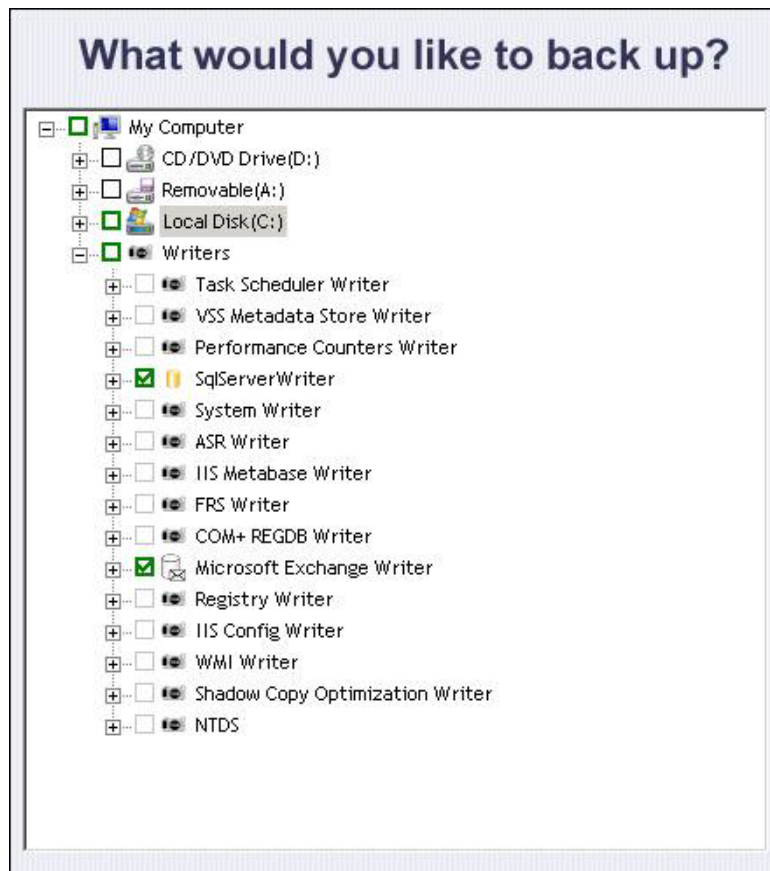 What would you like to back up?
My Computer
CD/DVD Drive(D:)
Removable(A:)
Local Disk(C:)
Writers
Task Scheduler Writer
VSS Metadata Store Writer
Performance Counters Writer
SqlServerWriter
System Writer
ASR Writer
IIS Metabase Writer
FRS Writer
COM+ REGDB Writer
Microsoft Exchange Writer
Registry Writer
IIS Config Writer
WMI Writer
Shadow Copy Optimization Writer
NTDS